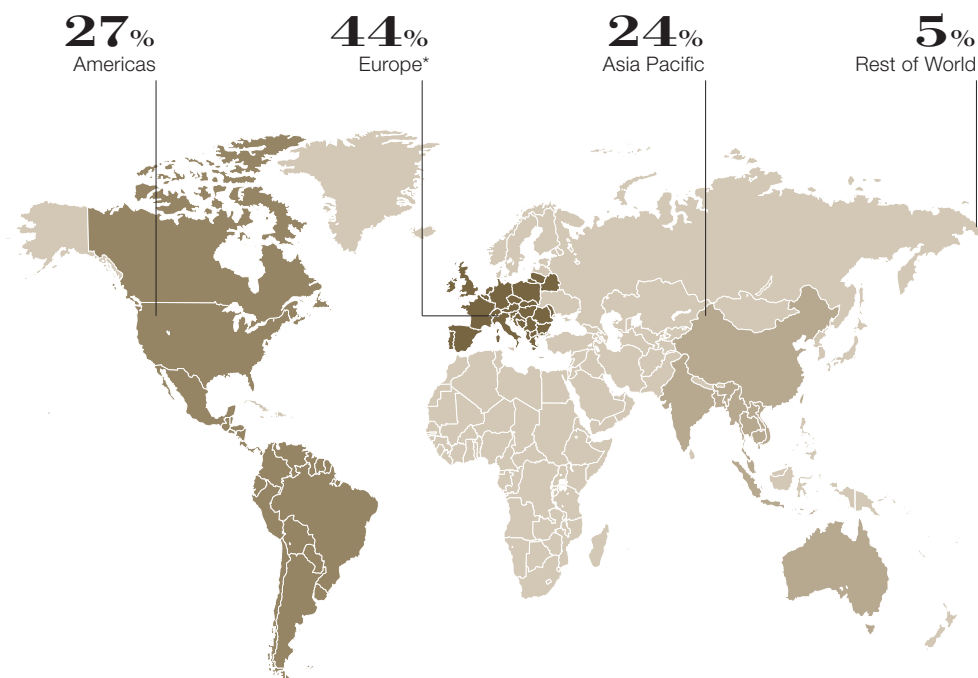 27%
Americas
44%
Europe*
24%
Asia Pacific
5%
Rest of World